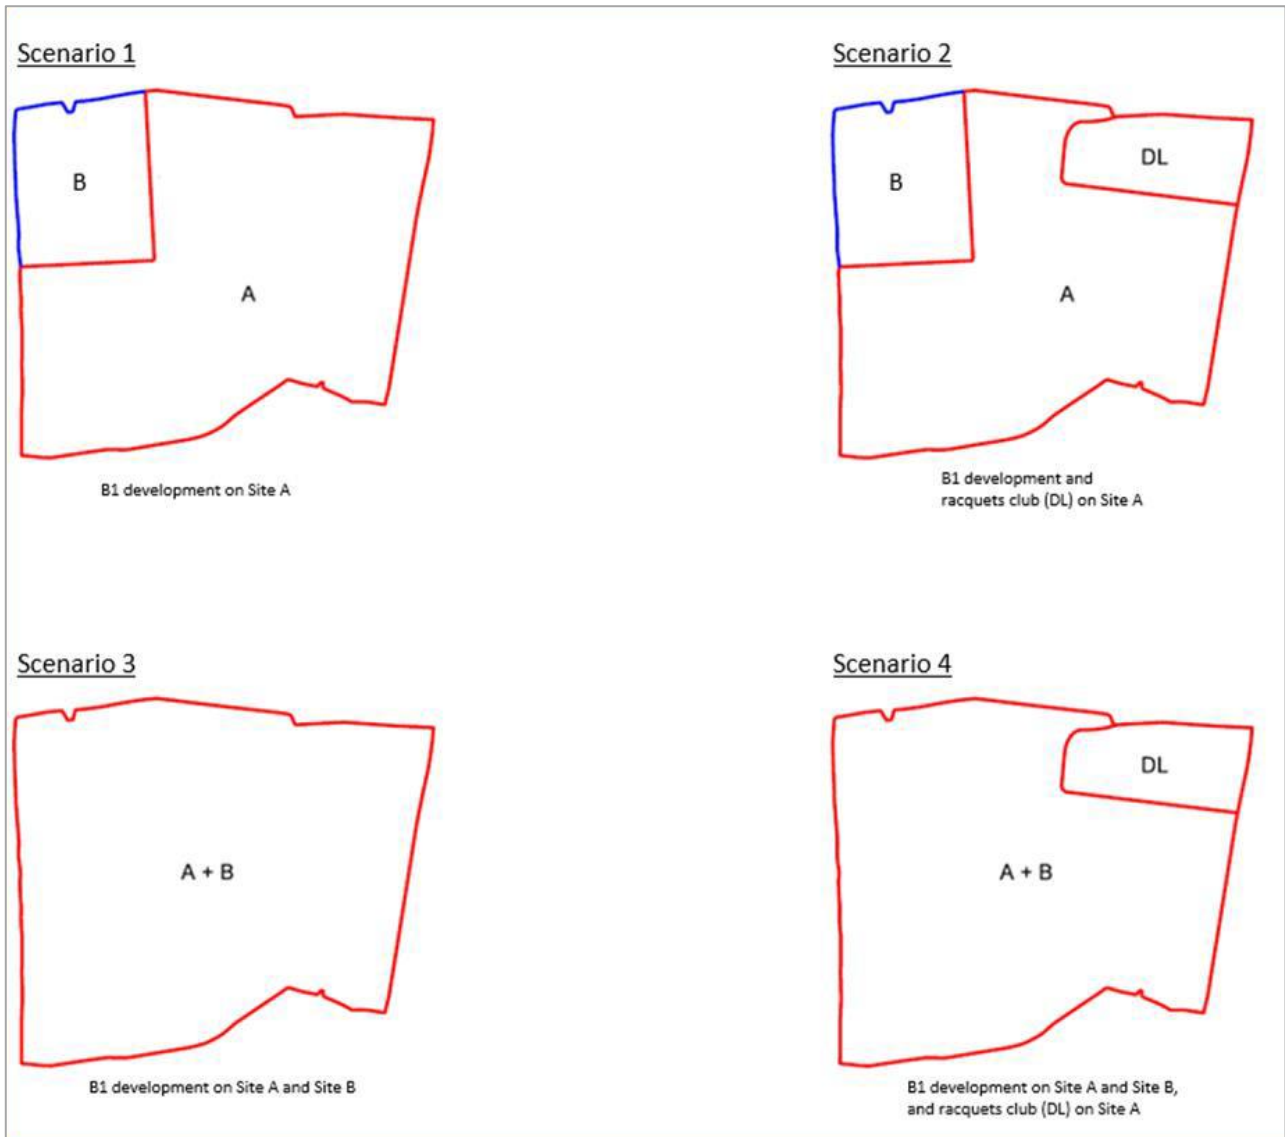 Scenario 1
B
A
B1 development on Site A
Scenario 2
B
DL
A
B1 development and
racquets club (DL) on Site A
Scenario 3
A + B
B1 development on Site A and Site B
Scenario 4
DL
A + B
B1 development on Site A and Site B,
and racquets club (DL) on Site A